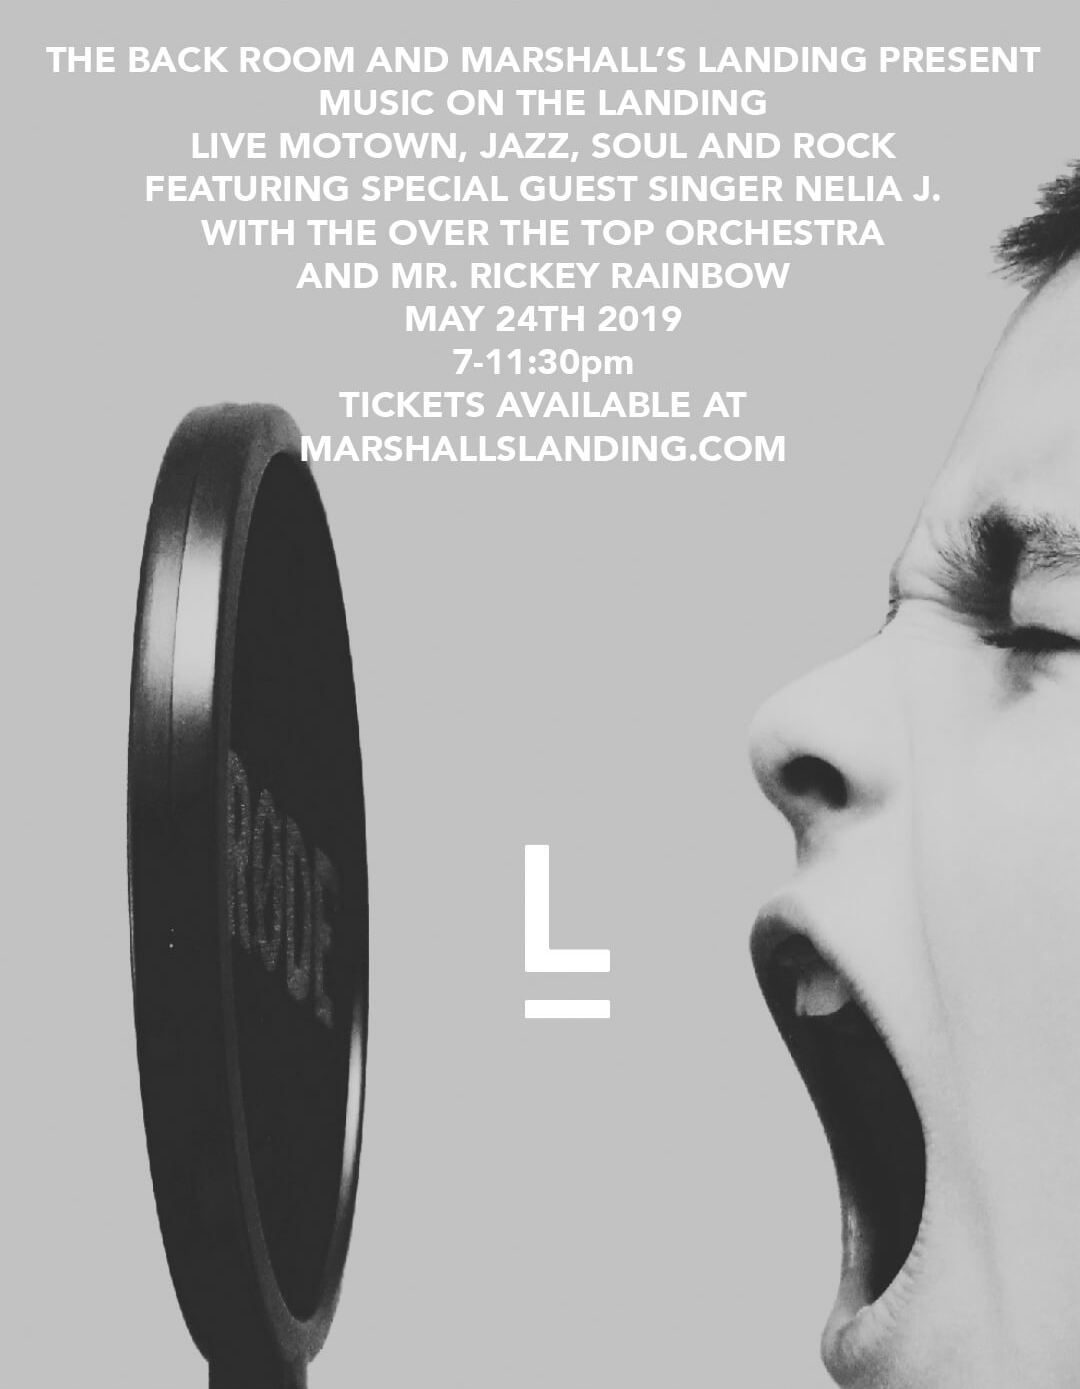 THE BACK ROOM AND MARSHALL’S LANDING PRESENT
MUSIC ON THE LANDING
LIVE MOTOWN, JAZZ, SOUL AND ROCK
FEATURING SPECIAL GUEST SINGER NELIA J.
WITH THE OVER THE TOP ORCHESTRA
AND MR. RICKEY RAINBOW
MAY 24TH 2019
7-11:30pm
TICKETS AVAILABLE AT
MARSHALLSLANDING.COM
RODE
L